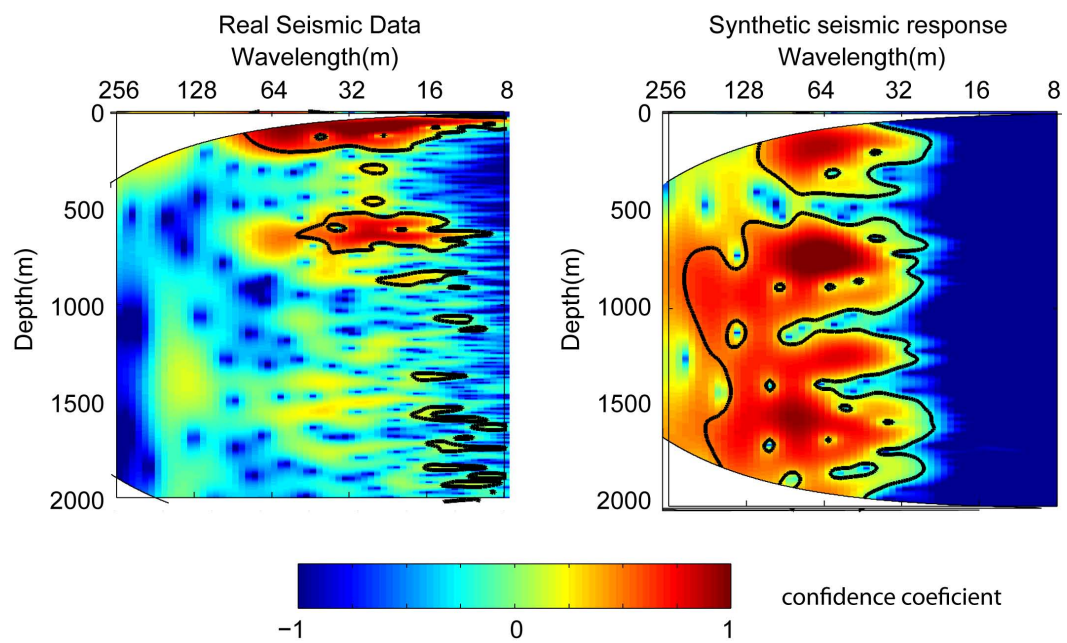 Real Seismic Data
Wavelength(m)
256 128 64 32 16 8
0
500
1000
1500
2000
Depth(m)
Synthetic seismic response
Wavelength(m)
256 128 64 32 16 8
0
500
1000
1500
2000
Depth(m)
−1 0 1
confidence coeficient